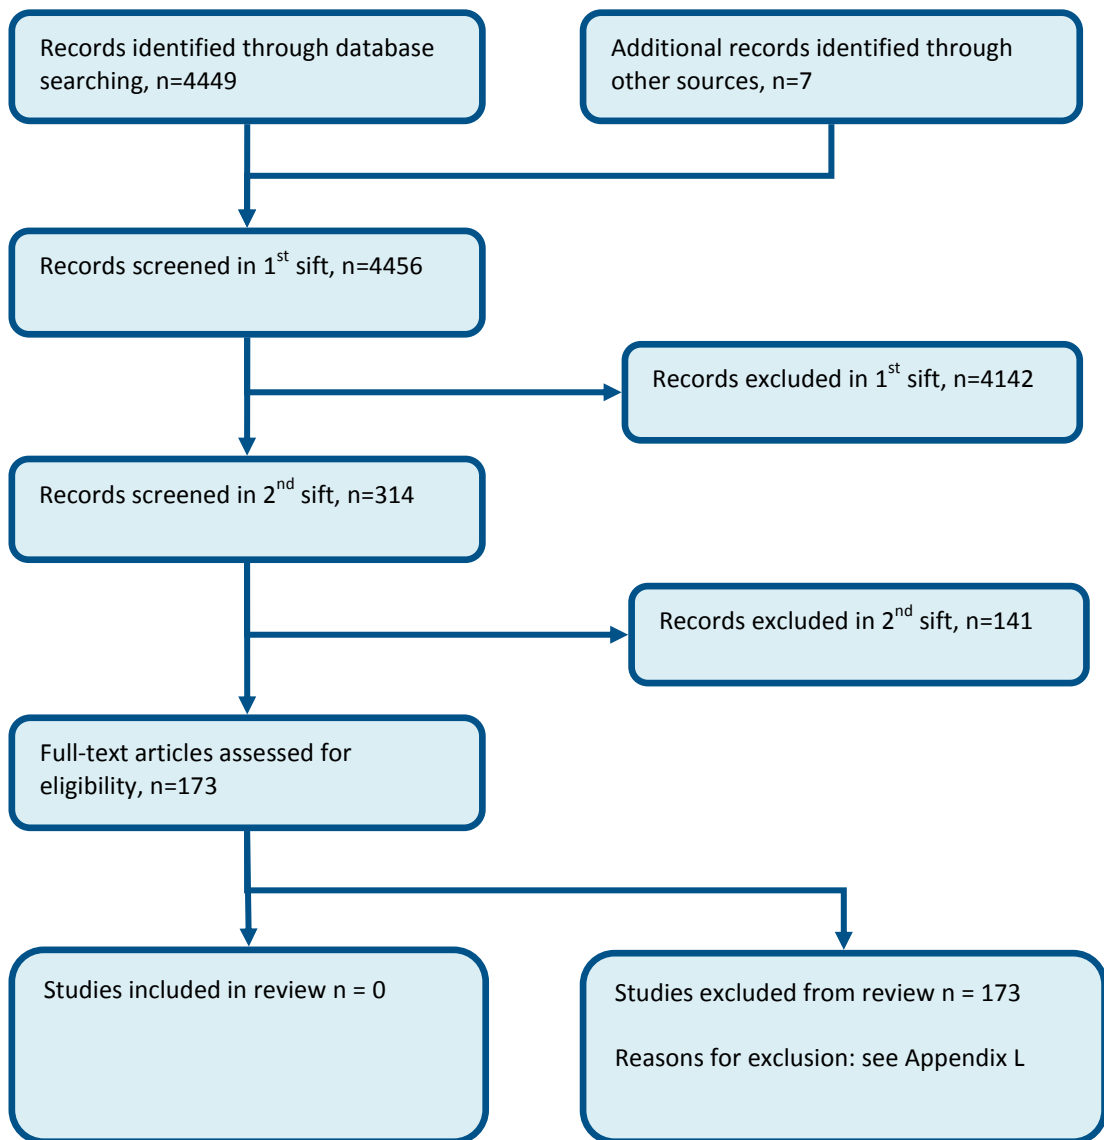 Records identified through database
searching, n=4449
Additional records identified through
other sources, n=7
Records screened in 1st sift, n=4456
Records excluded in 1st sift, n=4142
Records screened in 2nd sift, n=314
Records excluded in 2nd sift, n=141
Full-text articles assessed for
eligibility, n=173
Studies included in review n = 0
Studies excluded from review n = 173
Reasons for exclusion: see Appendix L